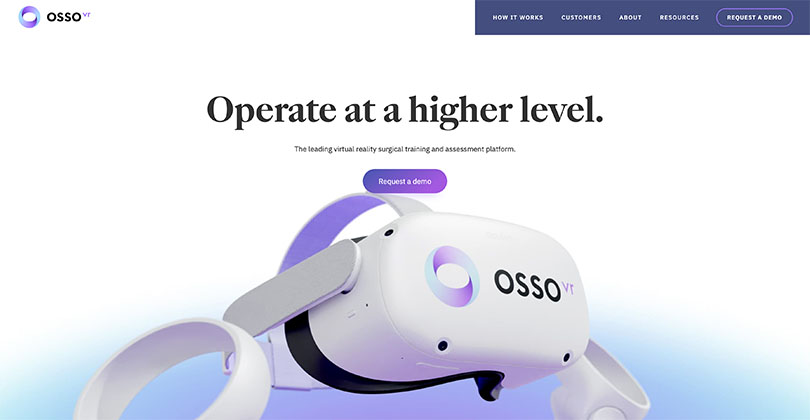 OSSO vr
HOW IT WORKS CUSTOMERS ABOUT RESOURCES REQUEST A DEMO
Operate at a higher level.
The leading virtual reality surgical training and assessment platform.
Request a demo
OSSO vr